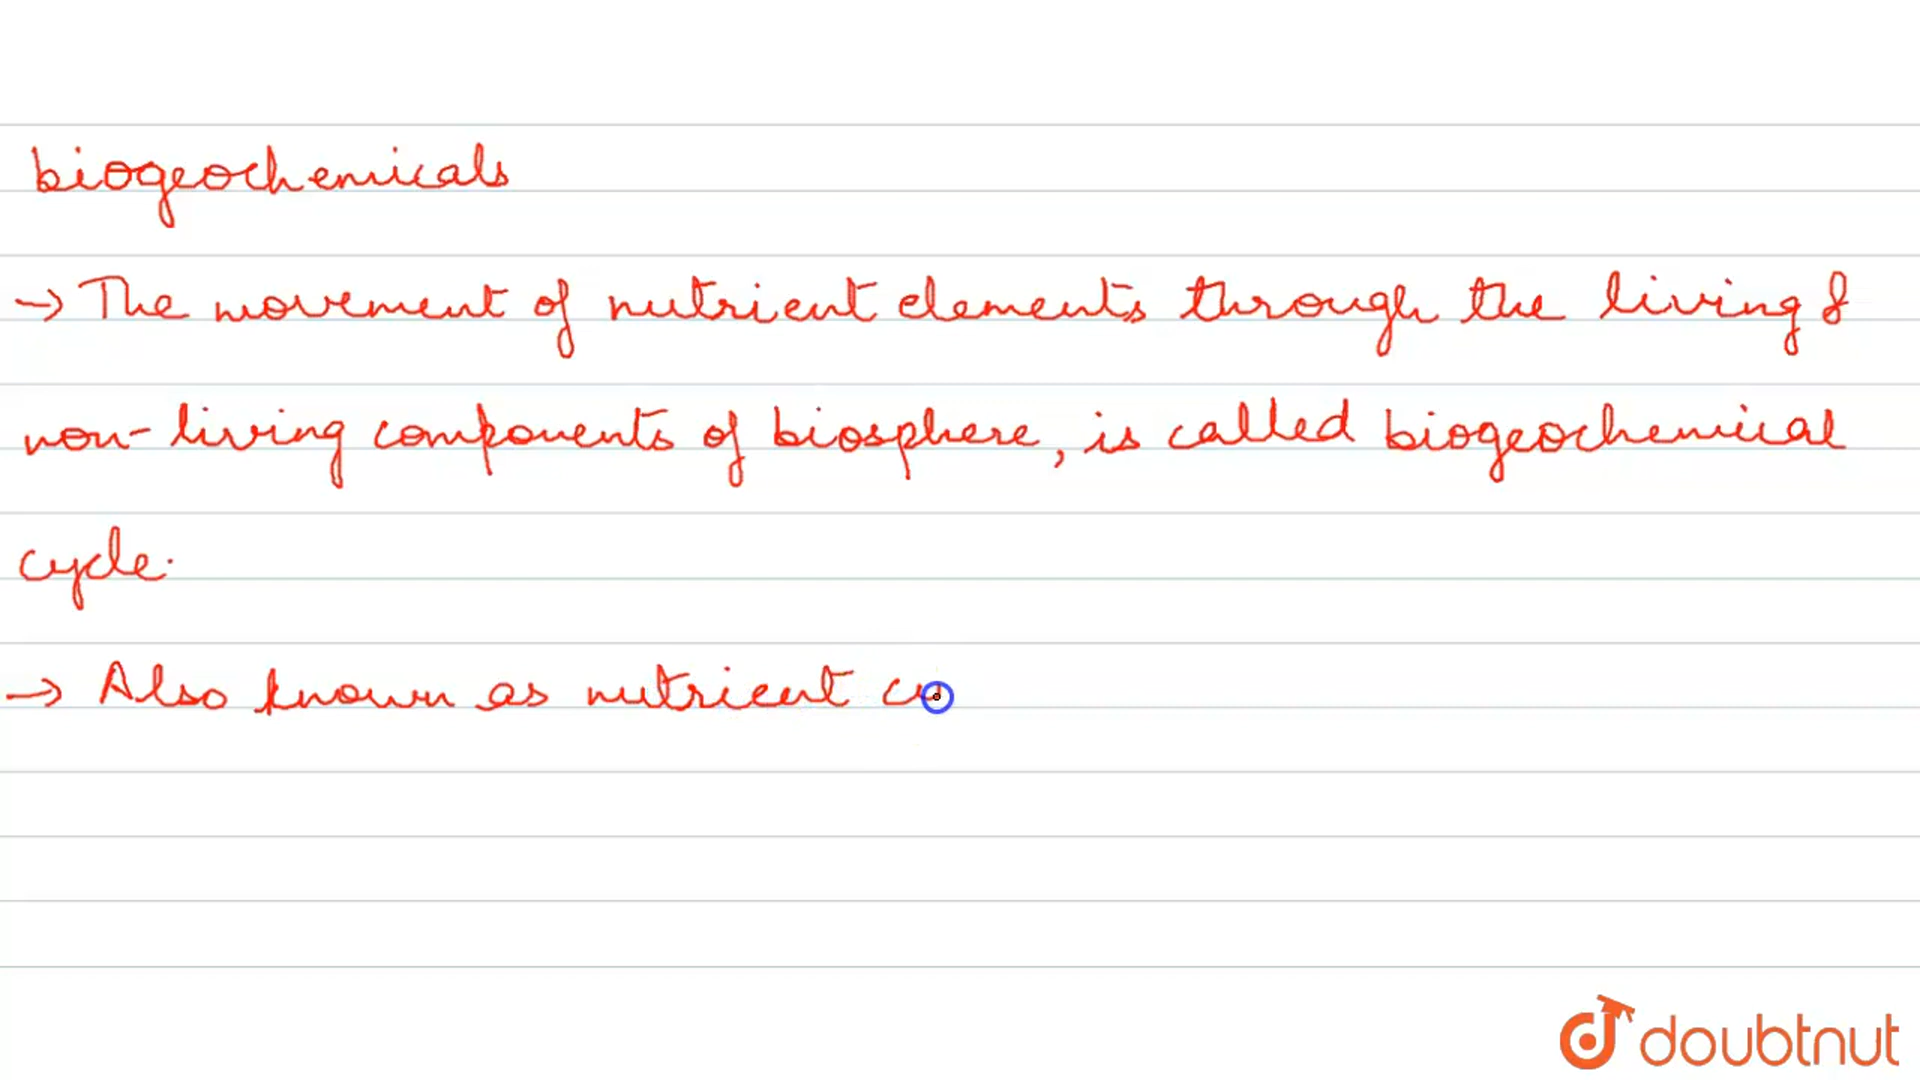 biogeochemicals
→ The movement of nutrient elements through the living &
non-living components of biosphere, is called biogeochemical
cycle.
→ Also known as nutrient
doubtnut